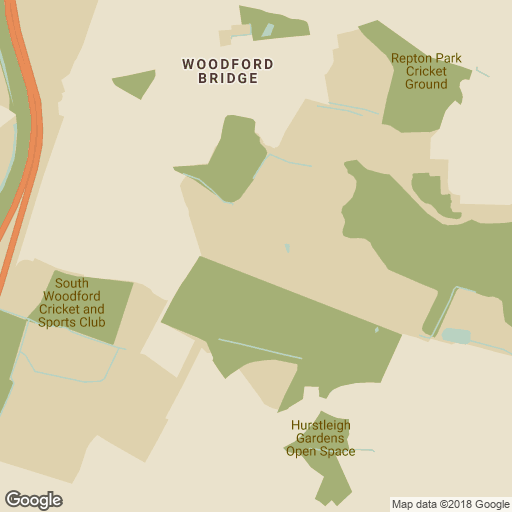 WOODFORD
BRIDGE
Repton Park
Cricket
Ground
South
Woodford
Cricket and
Sports Club
Hurstleigh
Gardens
Open Space
Google
Google
Map data ©2018 Google